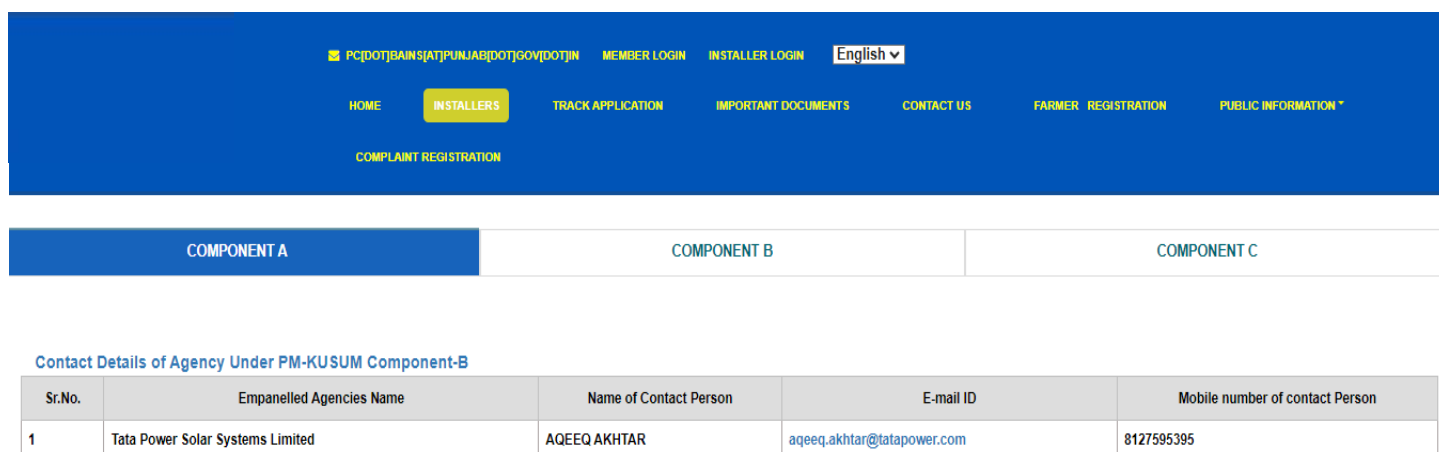 PC[DOT]BAINS[AT]PUNJAB[DOT]GOV[DOT]IN MEMBER LOGIN INSTALLER LOGIN English
HOME INSTALLERS TRACK APPLICATION IMPORTANT DOCUMENTS CONTACT US FARMER REGISTRATION PUBLIC INFORMATION
COMPLAINT REGISTRATION
COMPONENT A COMPONENT B COMPONENT C
Contact Details of Agency Under PM-KUSUM Component-B
Sr.No. Empanelled Agencies Name Name of Contact Person E-mail ID Mobile number of contact Person
1 Tata Power Solar Systems Limited AQEEQ AKHTAR aqeeq.akhtar@tatapower.com 8127595395